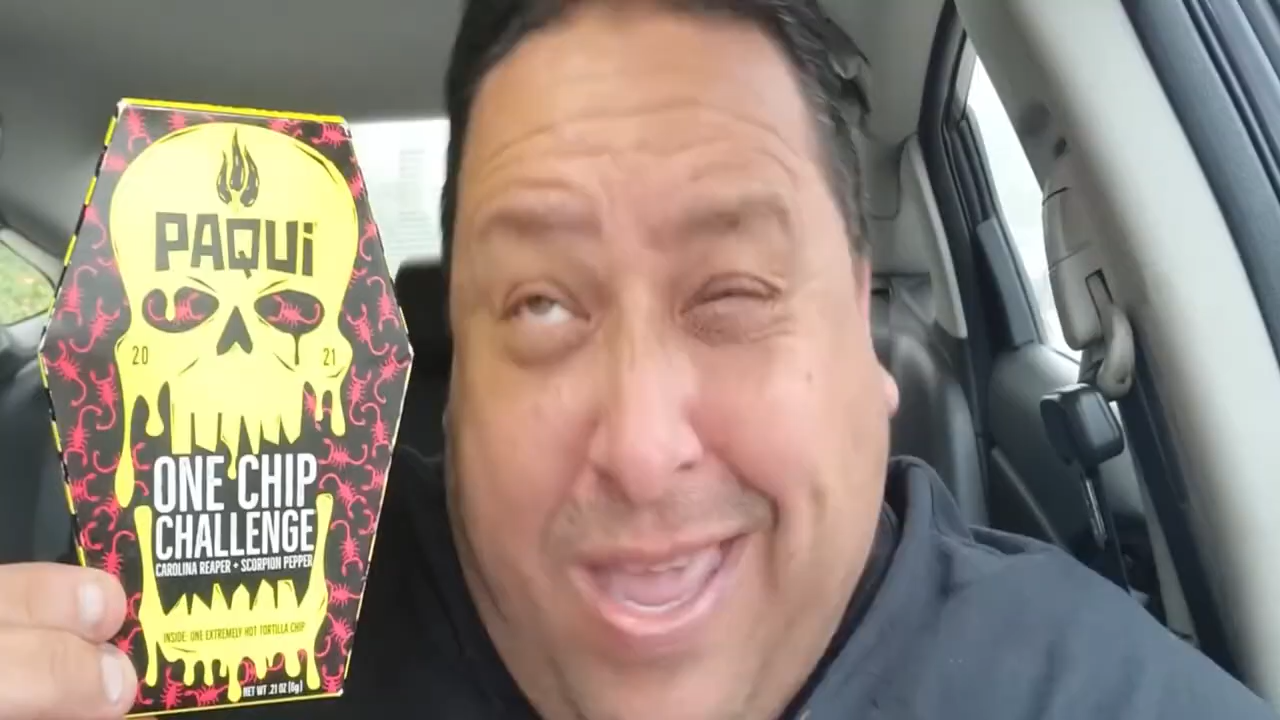 PAQUI
20 21
ONE CHIP
CHALLENGE
CAROLINA REAPER + SCORPION PEPPER
INSIDE: ONE EXTREMELY HOT TORTILLA CHIP
NET WT .21 OZ (6g)